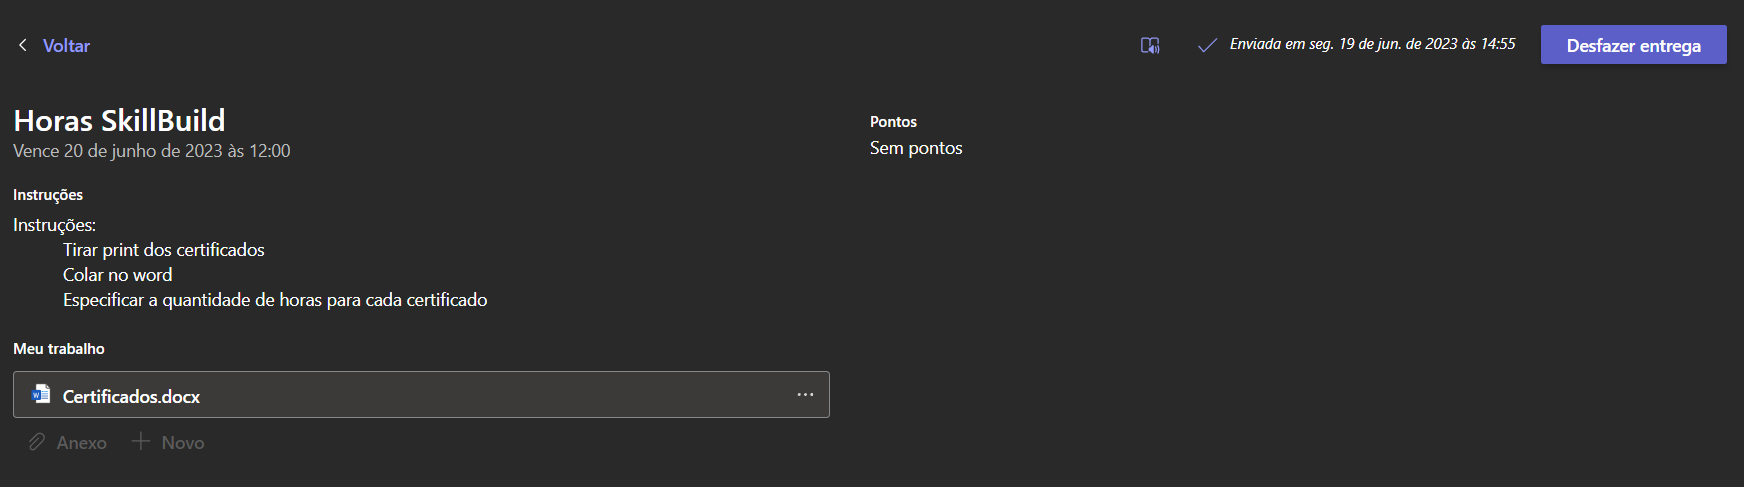 Voltar
Enviada em seg. 19 de jun. de 2023 às 14:55
Desfazer entrega
Horas SkillBuild
Vence 20 de junho de 2023 às 12:00
Pontos
Sem pontos
Instruções
Instruções:
Tirar print dos certificados
Colar no word
Especificar a quantidade de horas para cada certificado
Meu trabalho
Certificados.docx
Anexo
Novo